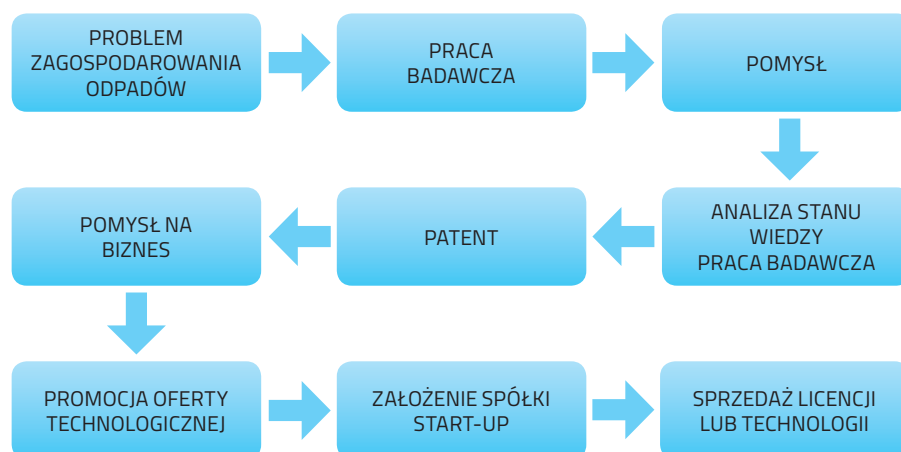 PROBLEM
ZAGOSPODAROWANIA
ODPADÓW
PRACA
BADAWCZA
POMYSŁ
ANALIZA STANU
WIEDZY
PRACA BADAWCZA
PATENT
POMYSŁ NA
BIZNES
PROMOCJA OFERTY
TECHNOLOGICZNEJ
ZAŁOŻENIE SPÓŁKI
START-UP
SPRZEDAŻ LICENCJI
LUB TECHNOLOGII